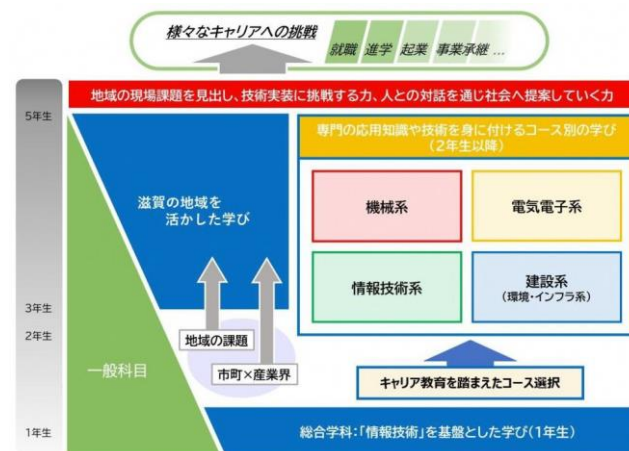 様々なキャリアへの挑戦
就職 進学 起業 事業承継 …
地域の現場課題を見出し、技術実装に挑戦する力、人との対話を通じ社会へ提案していく力
5年生
専門の応用知識や技術を身に付けるコース別の学び
(2年生以降)
滋賀の地域を
活かした学び
機械系
電気電子系
情報技術系
建設系
(環境・インフラ系)
3年生
2年生
地域の課題
市町×産業界
一般科目
キャリア教育を踏まえたコース選択
1年生
総合学科:「情報技術」を基盤とした学び(1年生)